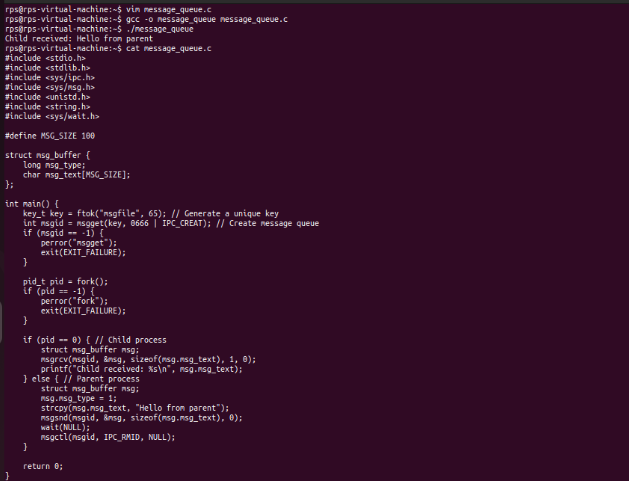 rps@rps-virtual-machine:~$ vim message_queue.c
rps@rps-virtual-machine:~$ gcc -o message_queue message_queue.c
rps@rps-virtual-machine:~$ ./message_queue
Child received: Hello from parent
rps@rps-virtual-machine:~$ cat message_queue.c
#include <stdio.h>
#include <stdlib.h>
#include <sys/ipc.h>
#include <sys/msg.h>
#include <unistd.h>
#include <string.h>
#include <sys/wait.h>

#define MSG_SIZE 100

struct msg_buffer {
    long msg_type;
    char msg_text[MSG_SIZE];
};

int main() {
    key_t key = ftok("msgfile", 65); // Generate a unique key
    int msgid = msgget(key, 0666 | IPC_CREAT); // Create message queue
    if (msgid == -1) {
        perror("msgget");
        exit(EXIT_FAILURE);
    }

    pid_t pid = fork();
    if (pid == -1) {
        perror("fork");
        exit(EXIT_FAILURE);
    }

    if (pid == 0) { // Child process
        struct msg_buffer msg;
        msgrcv(msgid, &msg, sizeof(msg.msg_text), 1, 0);
        printf("Child received: %s\n", msg.msg_text);
    } else { // Parent process
        struct msg_buffer msg;
        msg.msg_type = 1;
        strcpy(msg.msg_text, "Hello from parent");
        msgsnd(msgid, &msg, sizeof(msg.msg_text), 0);
        wait(NULL);
        msgctl(msgid, IPC_RMID, NULL);
    }

    return 0;
}